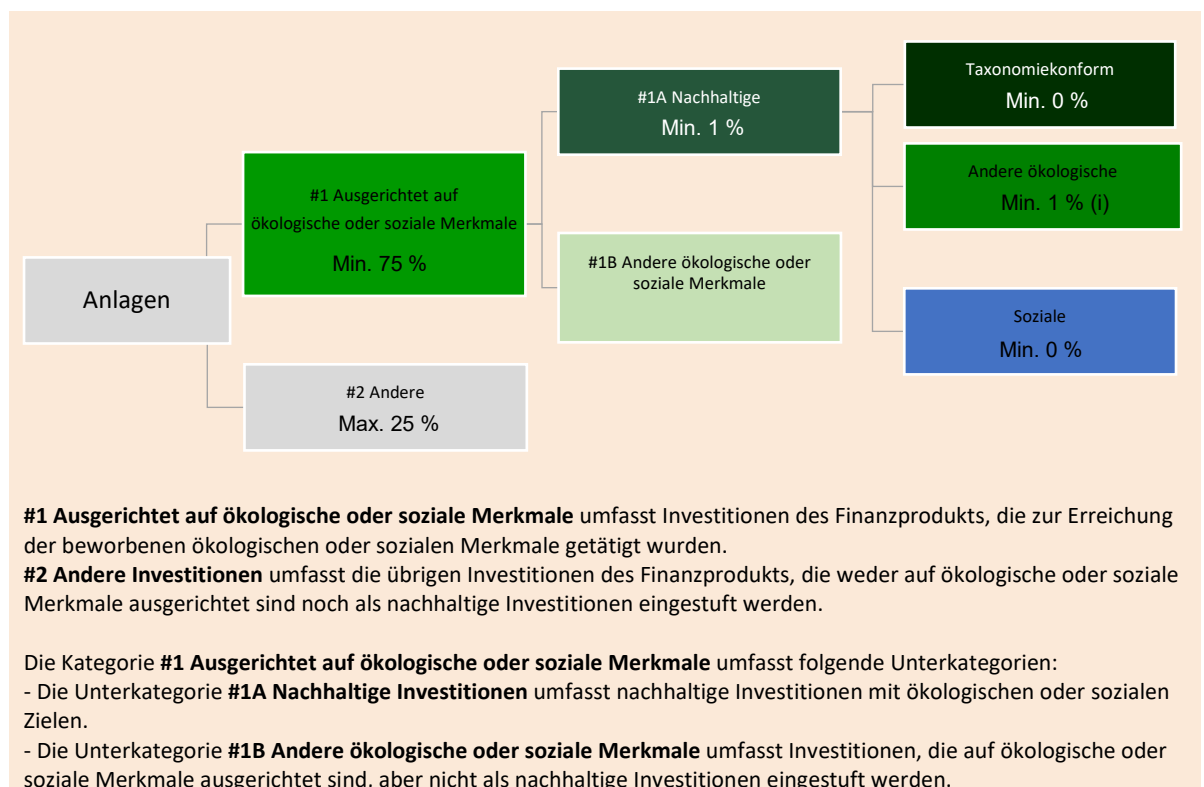 Anlagen
#1 Ausgerichtet auf
ökologische oder soziale Merkmale
Min. 75 %
#2 Andere
Max. 25 %
#1A Nachhaltige
Min. 1 %
#1B Andere ökologische oder
soziale Merkmale
Taxonomiekonform
Min. 0 %
Andere ökologische
Min. 1 % (i)
Soziale
Min. 0 %
#1 Ausgerichtet auf ökologische oder soziale Merkmale umfasst Investitionen des Finanzprodukts, die zur Erreichung
der beworbenen ökologischen oder sozialen Merkmale getätigt wurden.
#2 Andere Investitionen umfasst die übrigen Investitionen des Finanzprodukts, die weder auf ökologische oder soziale
Merkmale ausgerichtet sind noch als nachhaltige Investitionen eingestuft werden.
Die Kategorie #1 Ausgerichtet auf ökologische oder soziale Merkmale umfasst folgende Unterkategorien:
- Die Unterkategorie #1A Nachhaltige Investitionen umfasst nachhaltige Investitionen mit ökologischen oder sozialen
Zielen.
- Die Unterkategorie #1B Andere ökologische oder soziale Merkmale umfasst Investitionen, die auf ökologische oder
soziale Merkmale ausgerichtet sind, aber nicht als nachhaltige Investitionen eingestuft werden.